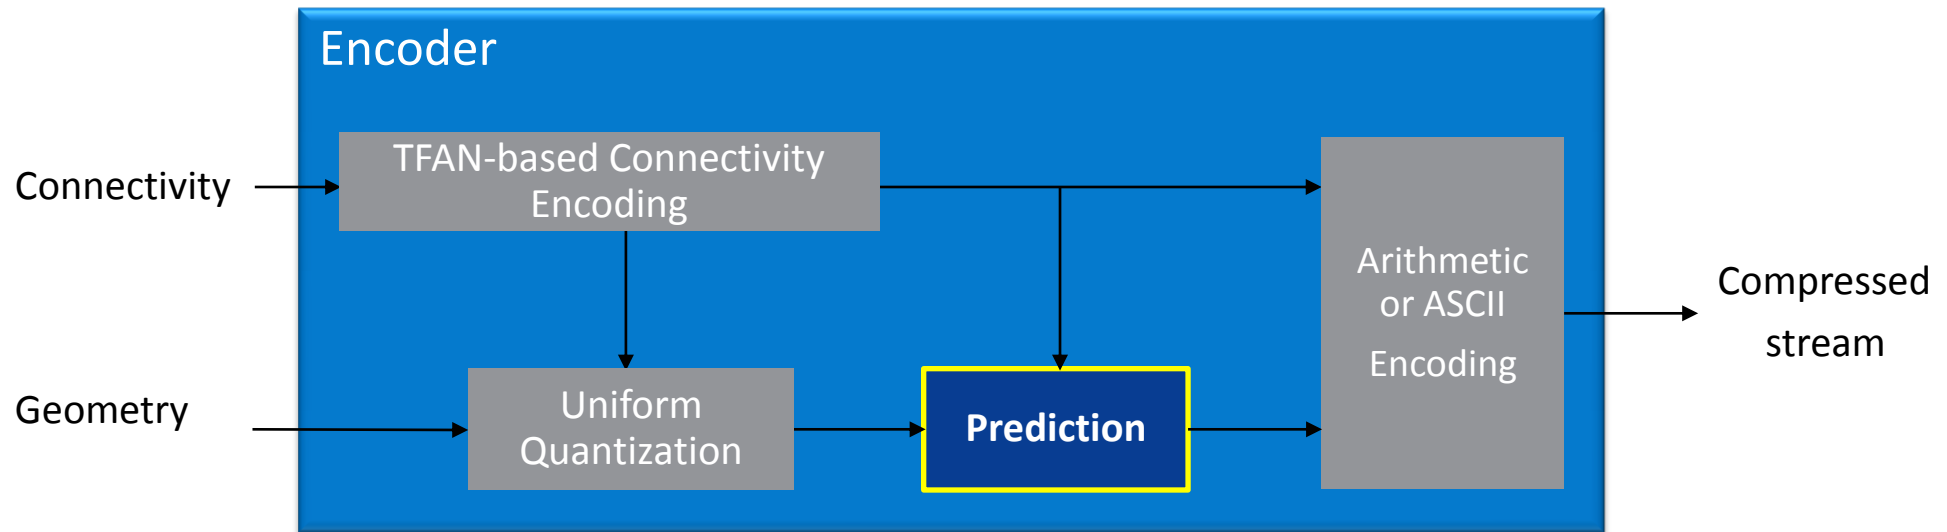 Encoder
Connectivity
TFAN-based Connectivity
Encoding
Geometry
Uniform
Quantization
Prediction
Arithmetic
or ASCII
Encoding
Compressed
stream